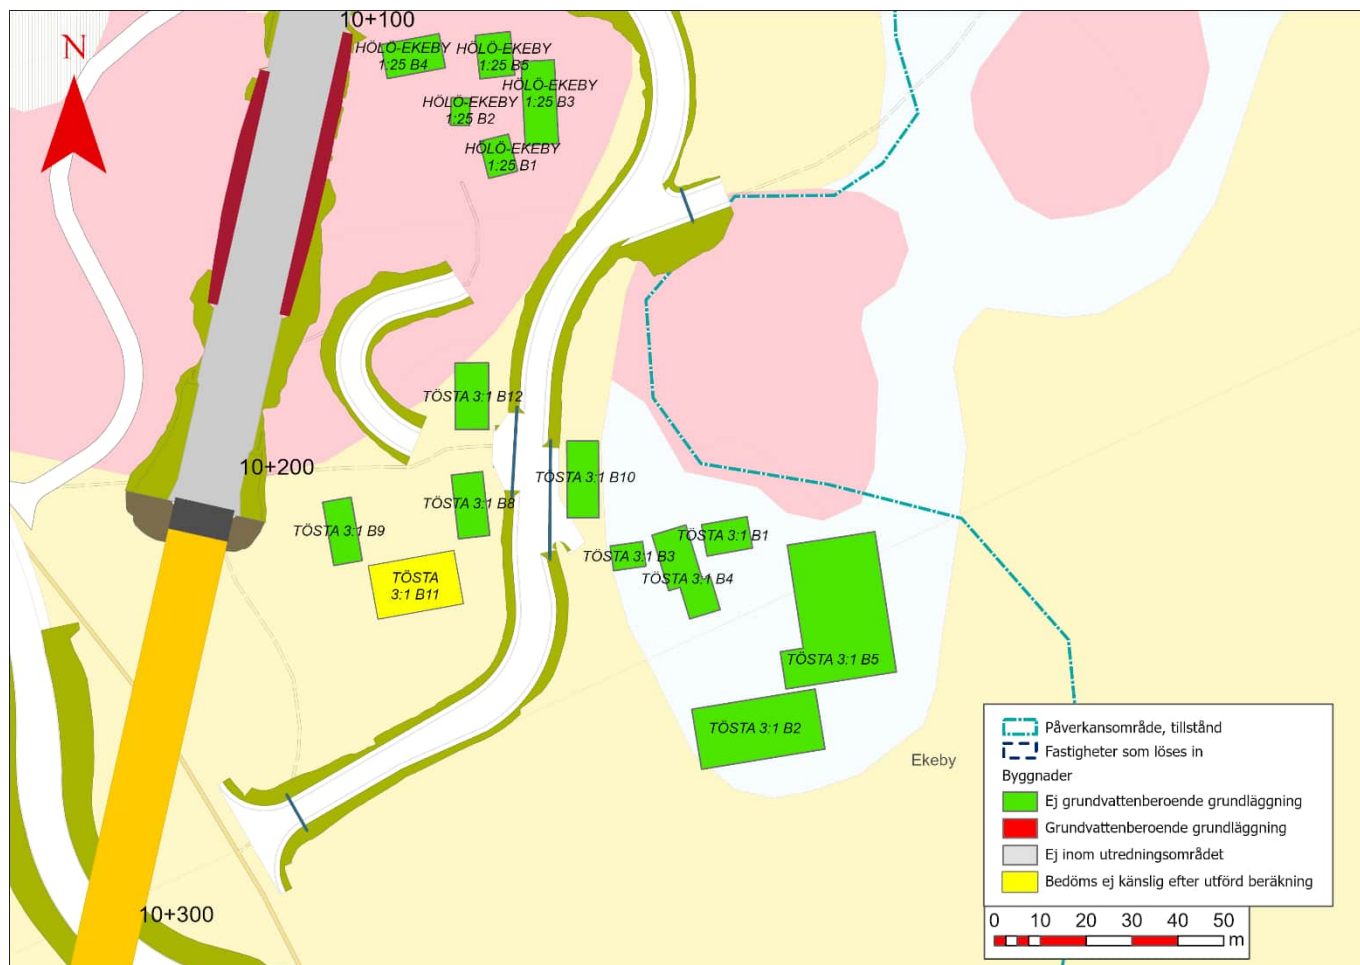 10+100
N
HÖLÖ-EKEBY
1:25 B4
HÖLÖ-EKEBY
1:25 B5
HÖLÖ-EKEBY
1:25 B3
HÖLÖ-EKEBY
1:25 B2
HÖLÖ-EKEBY
1:25 B1
TÖSTA 3:1 B12
10+200
TÖSTA 3:1 B10
TÖSTA 3:1 B8
TÖSTA 3:1 B9
TÖSTA 3:1 B1
TÖSTA 3:1 B3
TÖSTA 3:1 B4
TÖSTA
3:1 B11
TÖSTA 3:1 B5
TÖSTA 3:1 B2
Ekeby
10+300
Påverkansområde, tillstånd
Fastigheter som löses in
Byggnader
Ej grundvattenberoende grundläggning
Grundvattenberoende grundläggning
Ej inom utredningsområdet
Bedöms ej känslig efter utförd beräkning
0 10 20 30 40 50
m